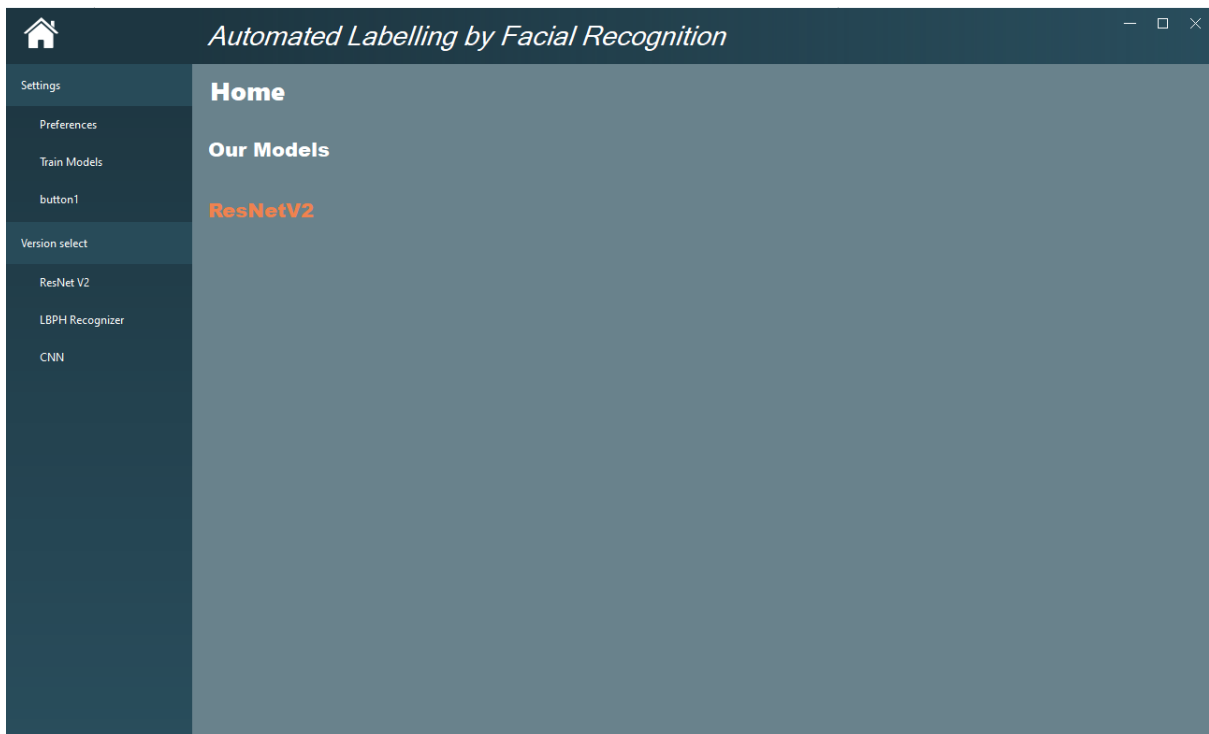 Automated Labelling by Facial Recognition
Settings
Preferences
Train Models
button1
Version select
ResNet V2
LBPH Recognizer
CNN
Home
Our Models
ResNetV2